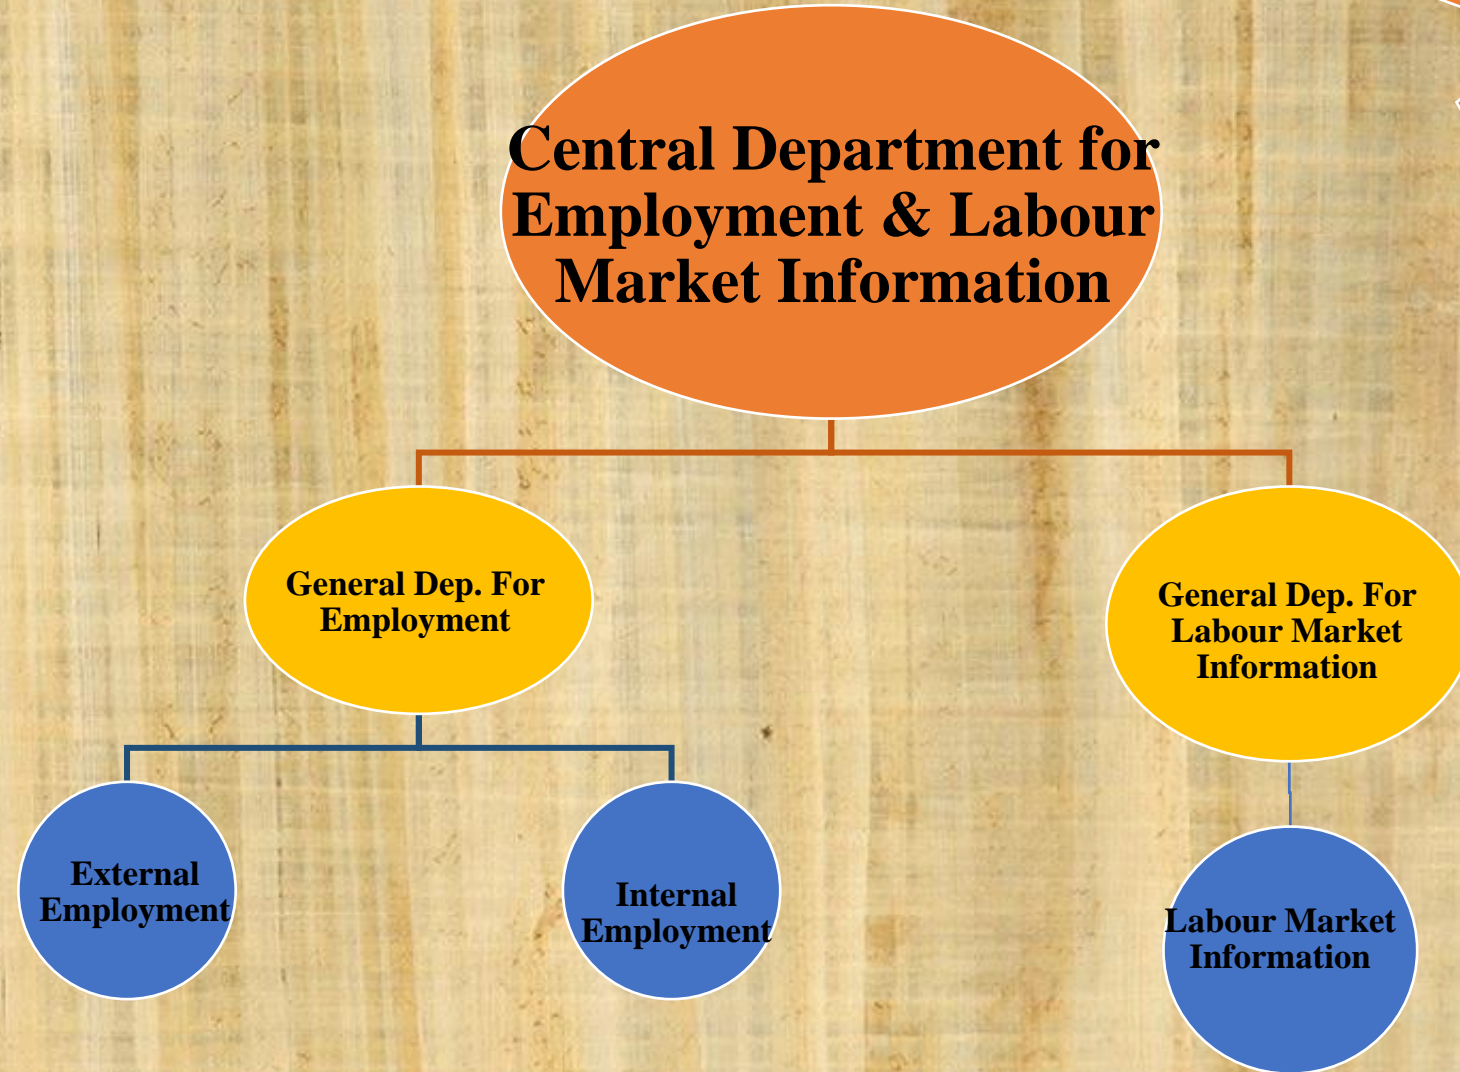 Central Department for
Employment & Labour
Market Information
General Dep. For
Employment
General Dep. For
Labour Market
Information
External
Employment
Internal
Employment
Labour Market
Information